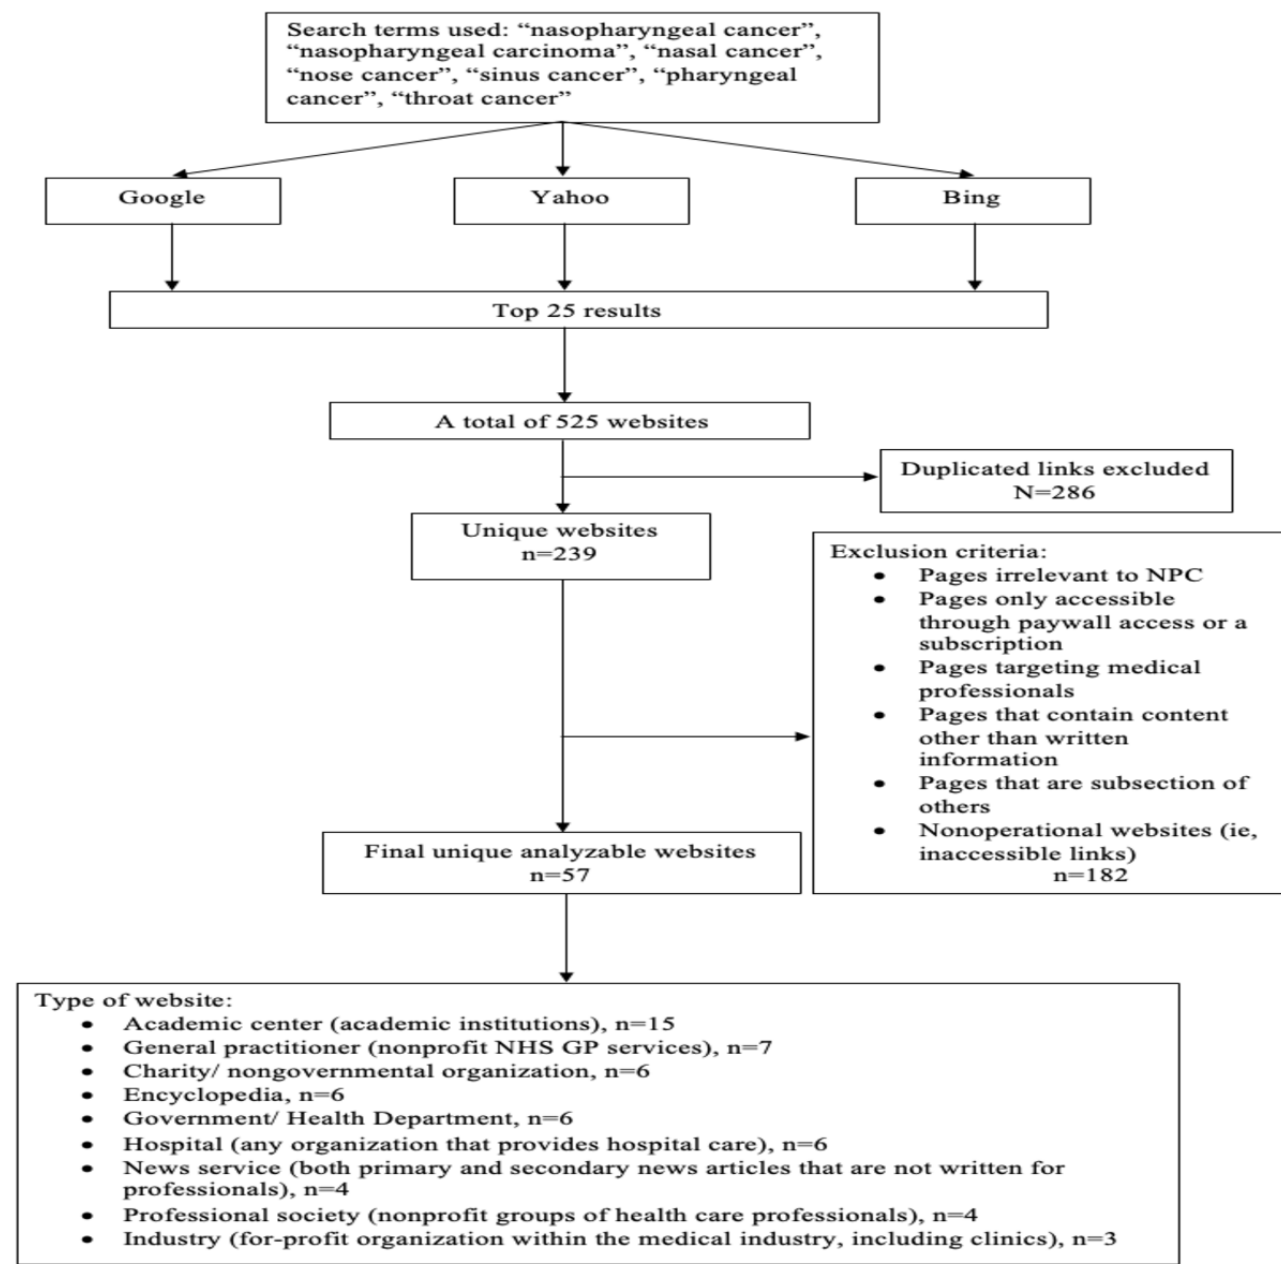 Search terms used: “nasopharyngeal cancer”,
“nasopharyngeal carcinoma”, “nasal cancer”,
“nose cancer”, “sinus cancer”, “pharyngeal
cancer”, “throat cancer”
Google
Yahoo
Bing
Top 25 results
A total of 525 websites
Duplicated links excluded
N=286
Unique websites
n=239
Exclusion criteria:
• Pages irrelevant to NPC
• Pages only accessible
through paywall access or a
subscription
• Pages targeting medical
professionals
• Pages that contain content
other than written
information
• Pages that are subsection of
others
• Nonoperational websites (ie,
inaccessible links)
n=182
Final unique analyzable websites
n=57
Type of website:
• Academic center (academic institutions), n=15
• General practitioner (nonprofit NHS GP services), n=7
• Charity/ nongovernmental organization, n=6
• Encyclopedia, n=6
• Government/ Health Department, n=6
• Hospital (any organization that provides hospital care), n=6
• News service (both primary and secondary news articles that are not written for
professionals), n=4
• Professional society (nonprofit groups of health care professionals), n=4
• Industry (for-profit organization within the medical industry, including clinics), n=3